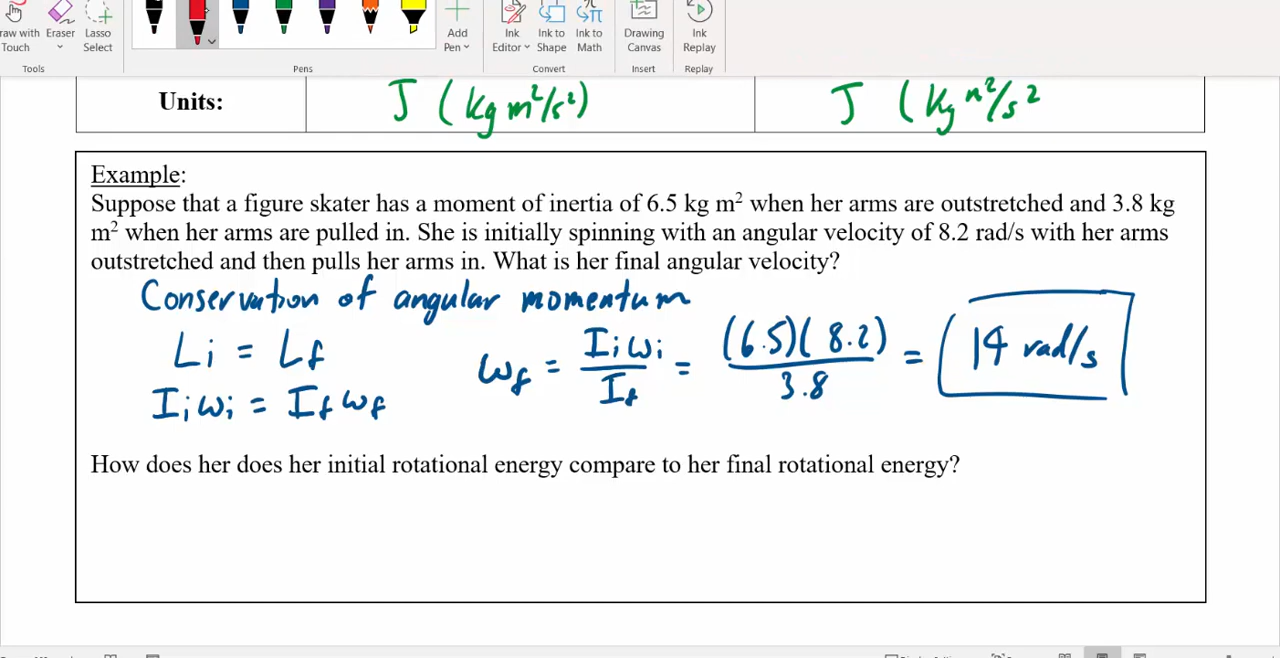 raw with Touch
Eraser
Lasso Select
Add Pen
Ink Editor
Ink to Shape
Ink to Math
Drawing Canvas
Ink Replay
Tools
Pens
Convert
Insert
Replay
Units:
J (kg m²/s²)
J (kg m²/s²
Example:
Suppose that a figure skater has a moment of inertia of 6.5 kg m² when her arms are outstretched and 3.8 kg
m² when her arms are pulled in. She is initially spinning with an angular velocity of 8.2 rad/s with her arms
outstretched and then pulls her arms in. What is her final angular velocity?
Conservation of angular momentum
Li = Lf
Iiωi = Ifωf
ωf = Iiωi / If = (6.5)(8.2) / 3.8 = 14 rad/s
How does her does her initial rotational energy compare to her final rotational energy?